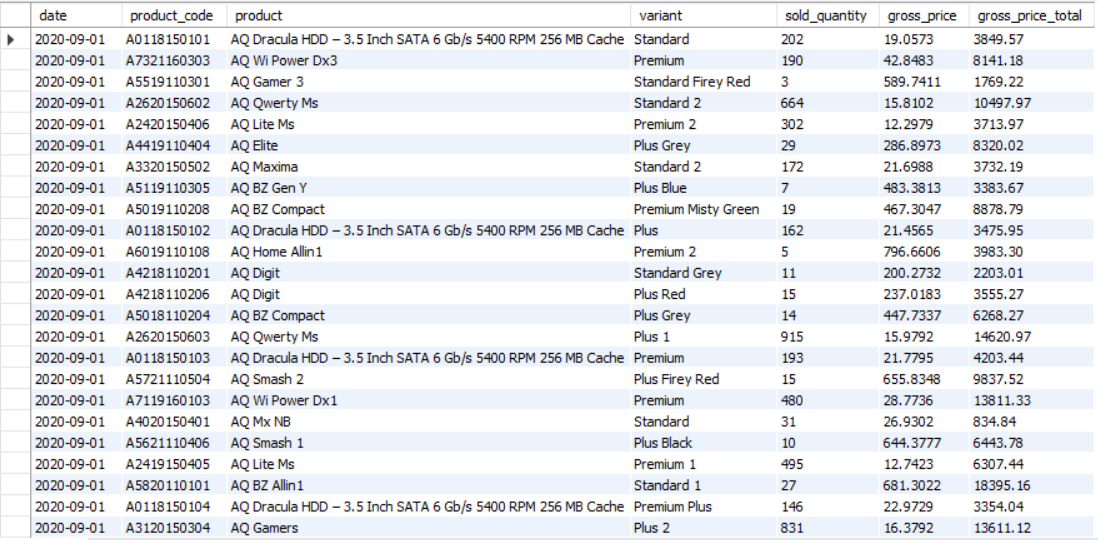 date product_code product variant sold_quantity gross_price gross_price_total
2020-09-01 A0118150101 AQ Dracula HDD – 3.5 Inch SATA 6 Gb/s 5400 RPM 256 MB Cache Standard 202 19.0573 3849.57
2020-09-01 A7321160303 AQ Wi Power Dx3 Premium 190 42.8483 8141.18
2020-09-01 A5519110301 AQ Gamer 3 Standard Firey Red 3 589.7411 1769.22
2020-09-01 A2620150602 AQ Qwerty Ms Standard 2 664 15.8102 10497.97
2020-09-01 A2420150406 AQ Lite Ms Premium 2 302 12.2979 3713.97
2020-09-01 A4419110404 AQ Elite Plus Grey 29 286.8973 8320.02
2020-09-01 A3320150502 AQ Maxima Standard 2 172 21.6988 3732.19
2020-09-01 A5119110305 AQ BZ Gen Y Plus Blue 7 483.3813 3383.67
2020-09-01 A5019110208 AQ BZ Compact Premium Misty Green 19 467.3047 8878.79
2020-09-01 A0118150102 AQ Dracula HDD – 3.5 Inch SATA 6 Gb/s 5400 RPM 256 MB Cache Plus 162 21.4565 3475.95
2020-09-01 A6019110108 AQ Home Allin1 Premium 2 5 796.6606 3983.30
2020-09-01 A4218110201 AQ Digit Standard Grey 11 200.2732 2203.01
2020-09-01 A4218110206 AQ Digit Plus Red 15 237.0183 3555.27
2020-09-01 A5018110204 AQ BZ Compact Plus Grey 14 447.7337 6268.27
2020-09-01 A2620150603 AQ Qwerty Ms Plus 1 915 15.9792 14620.97
2020-09-01 A0118150103 AQ Dracula HDD – 3.5 Inch SATA 6 Gb/s 5400 RPM 256 MB Cache Premium 193 21.7795 4203.44
2020-09-01 A5721110504 AQ Smash 2 Plus Firey Red 15 655.8348 9837.52
2020-09-01 A7119160103 AQ Wi Power Dx1 Premium 480 28.7736 13811.33
2020-09-01 A4020150401 AQ Mx NB Standard 31 26.9302 834.84
2020-09-01 A5621110406 AQ Smash 1 Plus Black 10 644.3777 6443.78
2020-09-01 A2419150405 AQ Lite Ms Premium 1 495 12.7423 6307.44
2020-09-01 A5820110101 AQ BZ Allin1 Standard 1 27 681.3022 18395.16
2020-09-01 A0118150104 AQ Dracula HDD – 3.5 Inch SATA 6 Gb/s 5400 RPM 256 MB Cache Premium Plus 146 22.9729 3354.04
2020-09-01 A3120150304 AQ Gamers Plus 2 831 16.3792 13611.12